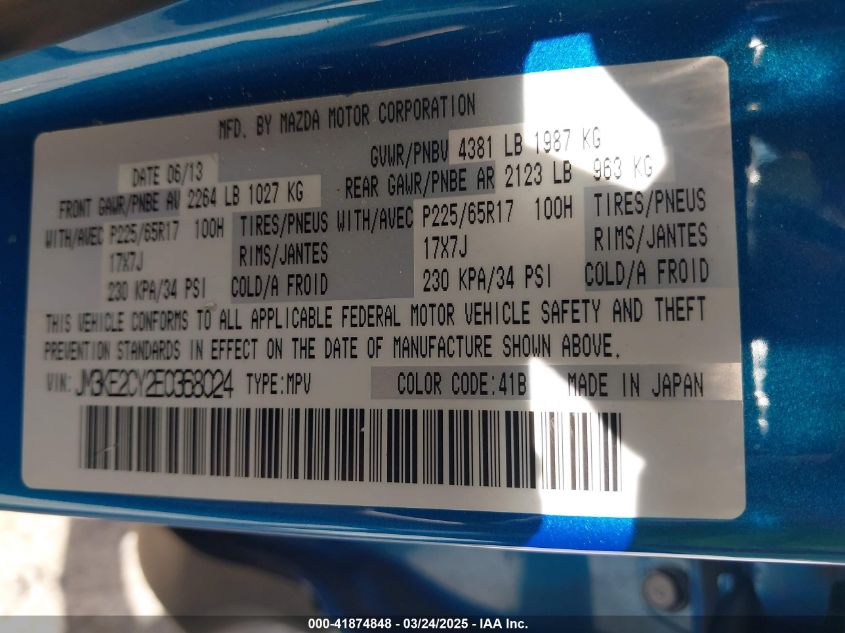 MFD. BY MAZDA MOTOR CORPORATION
DATE 06/13 GVWR/PNBV 4381 LB 1987 KG
FRONT GAWR/PNBE AV 2264 LB 1027 KG REAR GAWR/PNBE AR 2123 LB 963 KG
WITH/AVEC P225/65R17 100H TIRES/PNEUS WITH/AVEC P225/65R17 100H TIRES/PNEUS
17X7J RIMS/JANTES 17X7J RIMS/JANTES
230 KPA/34 PSI COLD/A FROID 230 KPA/34 PSI COLD/A FROID
THIS VEHICLE CONFORMS TO ALL APPLICABLE FEDERAL MOTOR VEHICLE SAFETY AND THEFT
PREVENTION STANDARDS IN EFFECT ON THE DATE OF MANUFACTURE SHOWN ABOVE.
VIN: JM3KE2CY2E0368024 TYPE:MPV COLOR CODE:41B MADE IN JAPAN
000-41874848 - 03/24/2025 - IAA Inc.